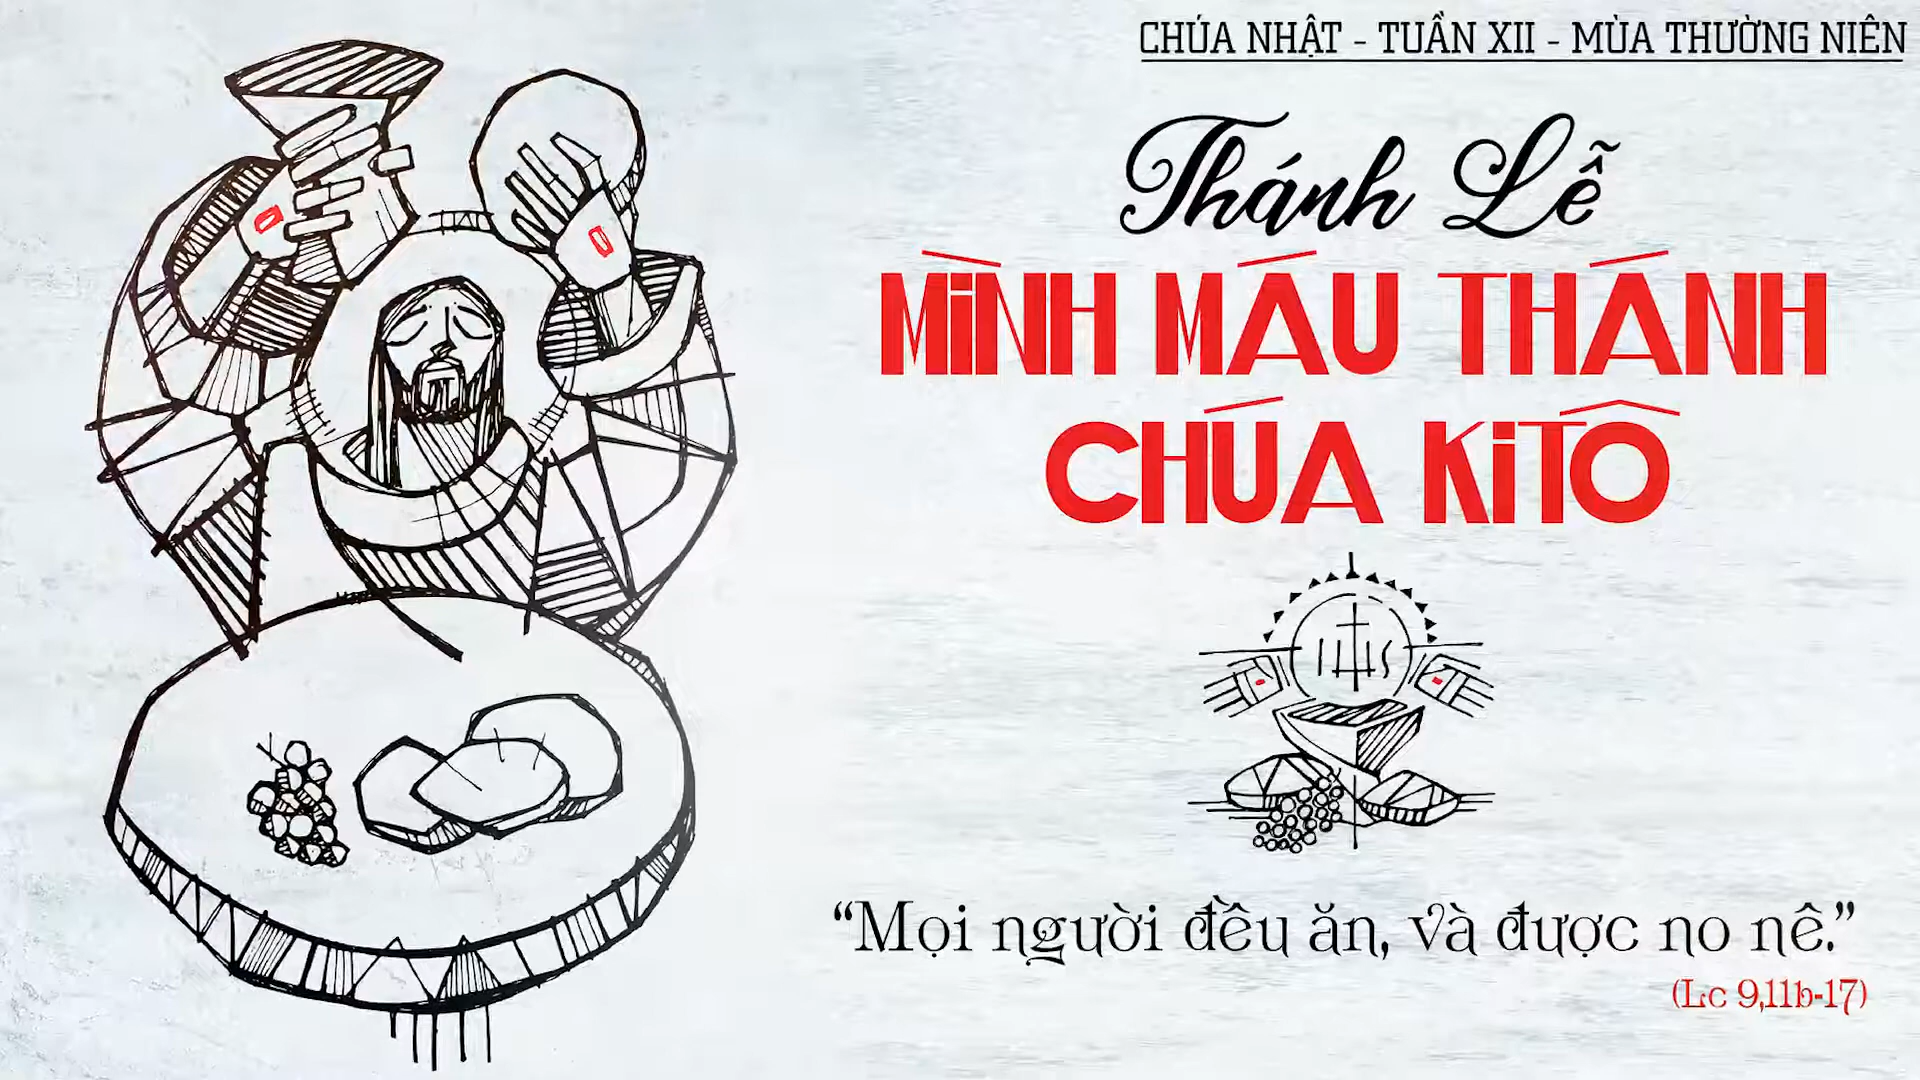 CHÚA NHẬT - TUẦN XII - MÙA THƯỜNG NIÊN
Thánh Lễ
MÌNH MÁU THÁNH
CHÚA KITÔ
IHS
“Mọi người đều ăn, và được no nê.”
(Lc 9,11b-17)